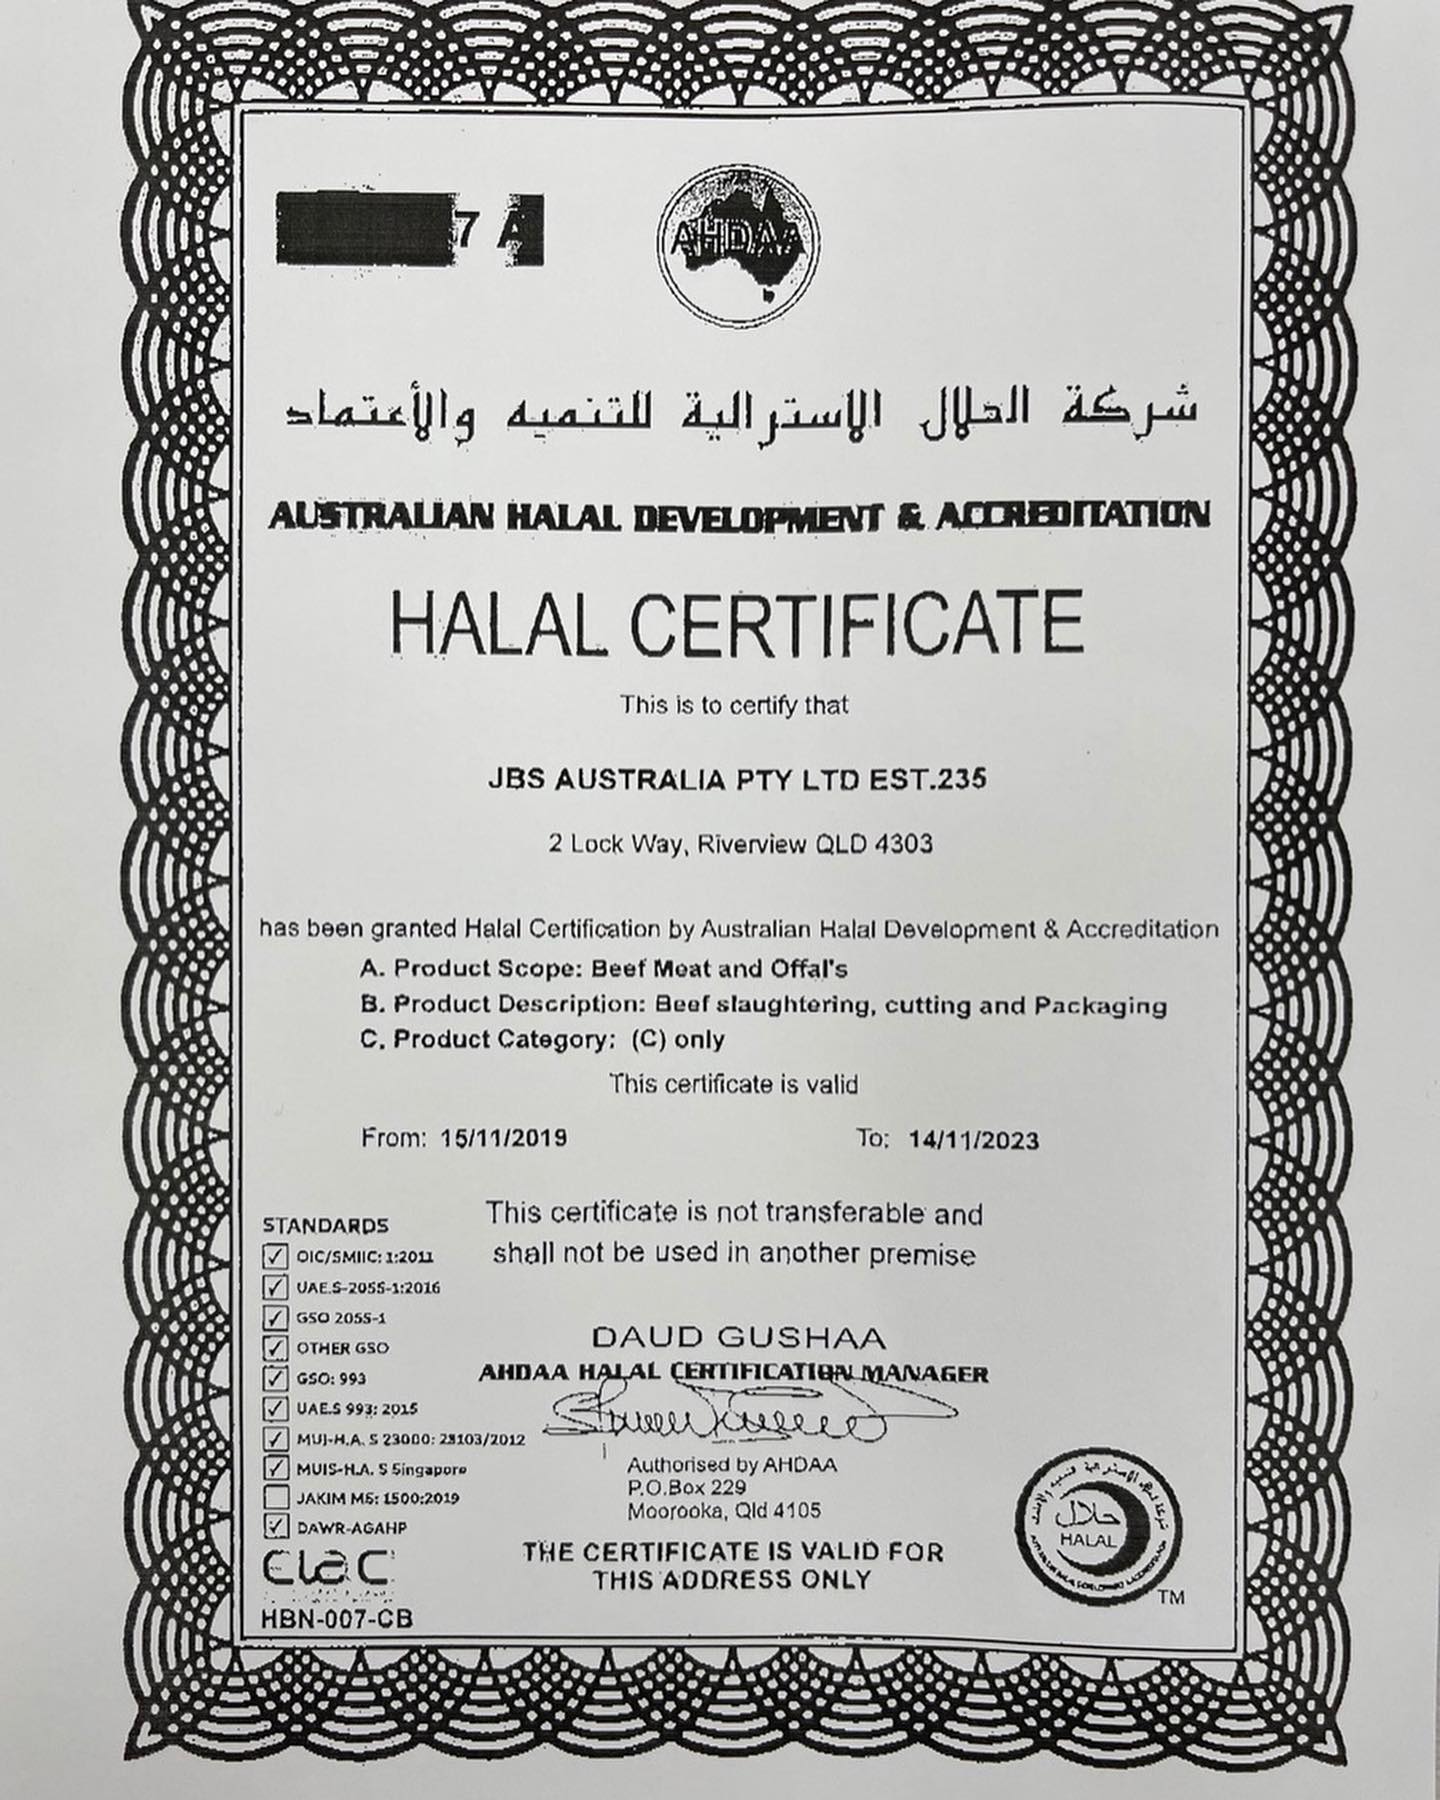 7 A
AHDAA
شركة الحلال الاسترالية للتنميه والأعتماد
AUSTRALIAN HALAL DEVELOPMENT & ACCREDITATION
HALAL CERTIFICATE
This is to certify that
JBS AUSTRALIA PTY LTD EST.235
2 Lock Way, Riverview QLD 4303
has been granted Halal Certification by Australian Halal Development & Accreditation
A. Product Scope: Beef Meat and Offal's
B. Product Description: Beef slaughtering, cutting and Packaging
C. Product Category: (C) only
This certificate is valid
From: 15/11/2019 To: 14/11/2023
This certificate is not transferable and
shall not be used in another premise
STANDARDS
OIC/SMIIC: 1:2011
UAE.S-2055-1:2016
GSO 2055-1
OTHER GSO
GSO: 993
UAE.S 993: 2015
MUI-H.A. S 23000: 23103/2012
MUIS-H.A. S Singapore
JAKIM MS: 1500:2019
DAWR-AGAHP
DAUD GUSHAA
AHDAA HALAL CERTIFICATION MANAGER
Authorised by AHDAA
P.O.Box 229
Moorooka, Qld 4105
THE CERTIFICATE IS VALID FOR
THIS ADDRESS ONLY
HBN-007-CB
حلال
HALAL
TM